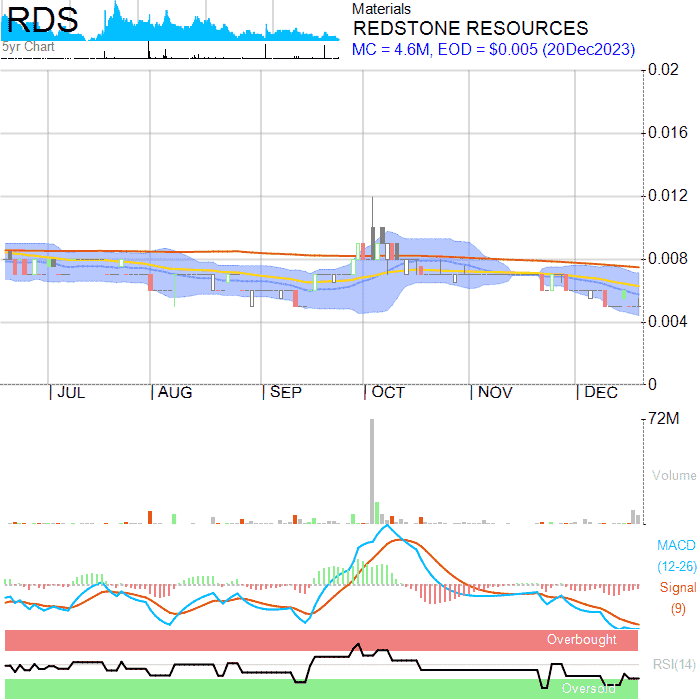 RDS
5yr Chart
Materials
REDSTONE RESOURCES
MC = 4.6M, EOD = $0.005 (20Dec2023)
0.02
0.016
0.012
0.008
0.004
0
| JUL | AUG | SEP | OCT | NOV | DEC
72M
Volume
MACD
(12-26)
Signal
(9)
Overbought
RSI(14)
Oversold